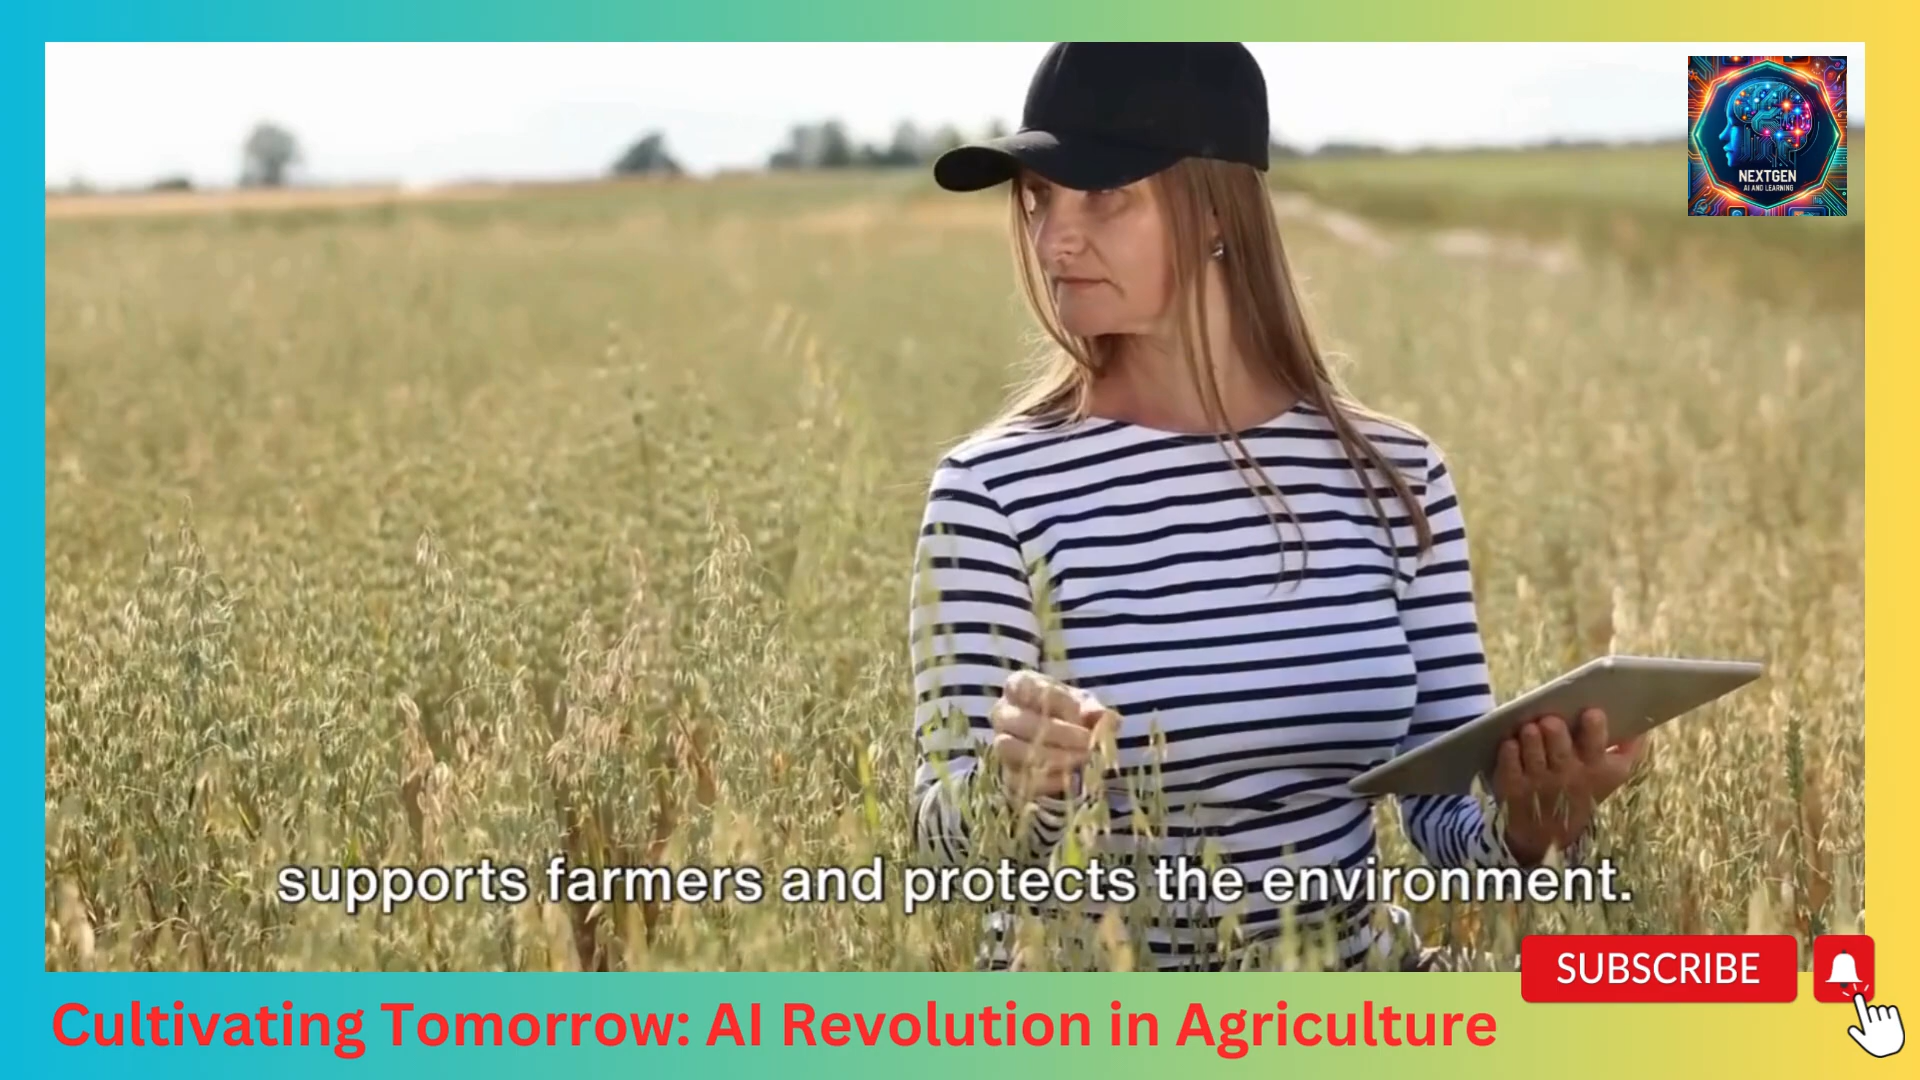 NEXTGEN
AI AND LEARNING
supports farmers and protects the environment.
SUBSCRIBE
Cultivating Tomorrow: AI Revolution in Agriculture